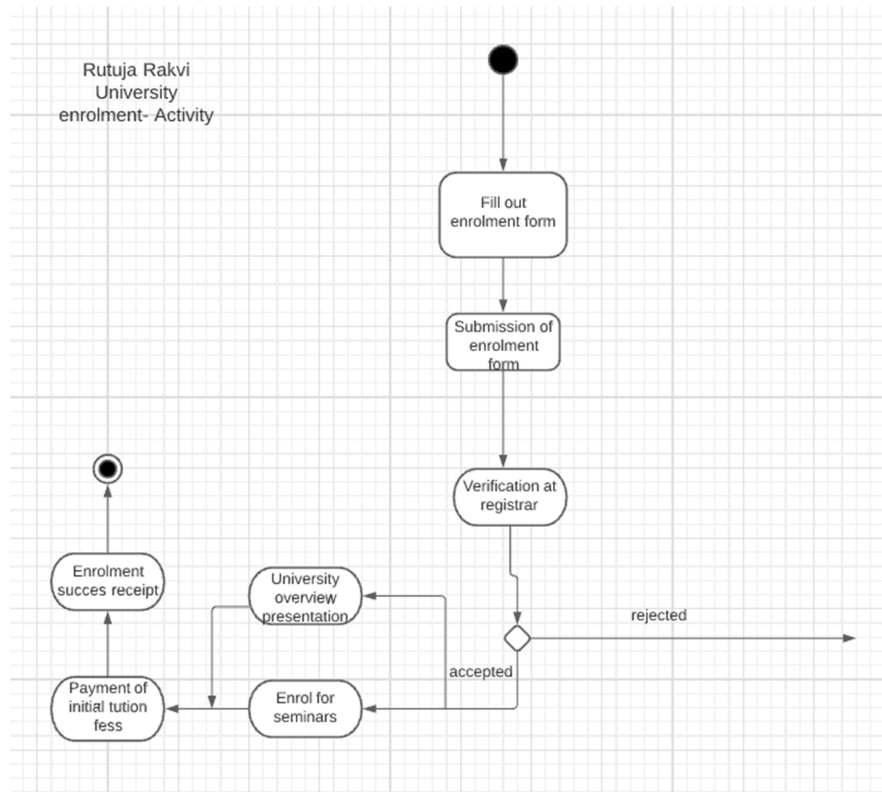 Rutuja Rakvi
University
enrolment- Activity
Fill out
enrolment form
Submission of
enrolment
form
Verification at
registrar
rejected
accepted
University
overview
presentation
Enrol for
seminars
Payment of
initial tution
fess
Enrolment
succes receipt